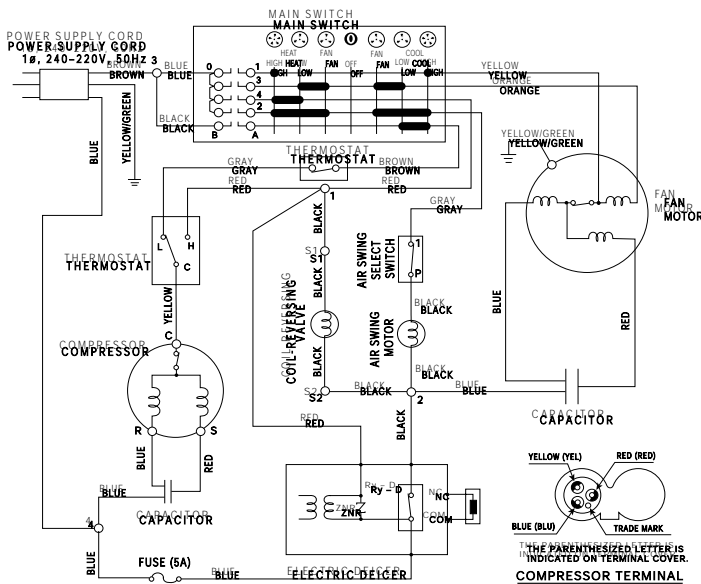 MAIN SWITCH
POWER SUPPLY CORD
1ø, 240-220V, 50Hz
BROWN
3
BLUE
0
1
3
4
2
B
A
BLACK
HEAT
HIGH
LOW
FAN
OFF
FAN
COOL
LOW
HIGH
YELLOW
ORANGE
YELLOW/GREEN
BLUE
YELLOW/GREEN
THERMOSTAT
GRAY
BROWN
RED
RED
1
GRAY
FAN
MOTOR
L
H
C
THERMOSTAT
BLACK
S1
BLACK
AIR SWING
SELECT
SWITCH
1
P
YELLOW
BLUE
RED
C
COMPRESSOR
COIL-REVERSING
VALVE
BLACK
AIR SWING
MOTOR
BLACK
BLACK
S2
BLACK
2
BLUE
CAPACITOR
R
S
RED
BLACK
BLUE
RED
BLUE
CAPACITOR
4
Ry-D
ZNR
NC
COM
YELLOW (YEL)
RED (RED)
BLUE (BLU)
TRADE MARK
BLUE
FUSE (5A)
BLUE
ELECTRIC DEICER
THE PARENTHESIZED LETTER IS
INDICATED ON TERMINAL COVER.
COMPRESSOR TERMINAL